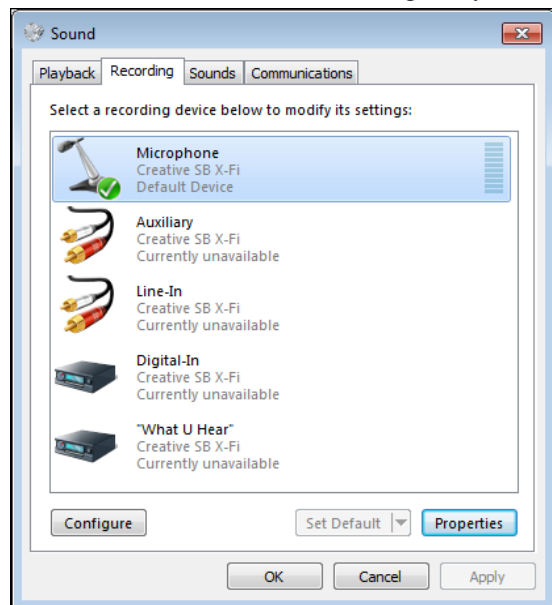 Sound
Playback Recording Sounds Communications
Select a recording device below to modify its settings:
Microphone
Creative SB X-Fi
Default Device
Auxiliary
Creative SB X-Fi
Currently unavailable
Line-In
Creative SB X-Fi
Currently unavailable
Digital-In
Creative SB X-Fi
Currently unavailable
"What U Hear"
Creative SB X-Fi
Currently unavailable
Configure Set Default Properties
OK Cancel Apply